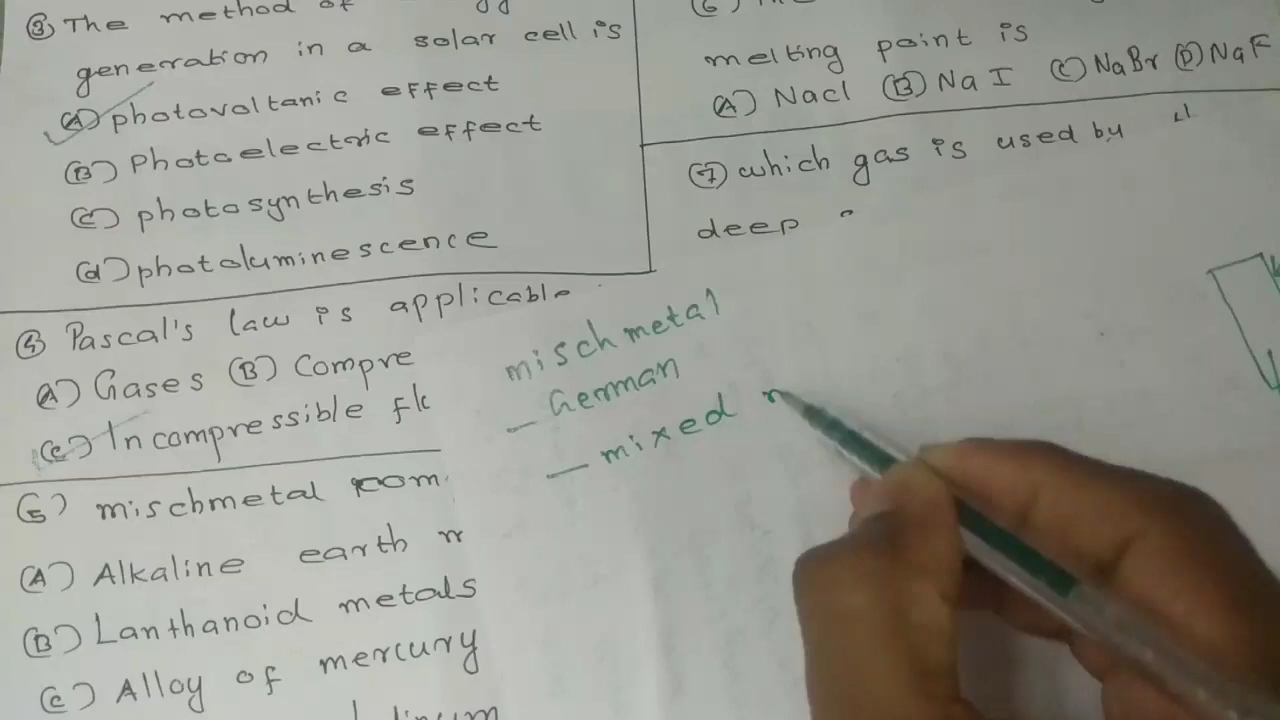 ③ The method of
generation in a solar cell is
(A) photovoltanic effect
(B) Photoelectric effect
(C) photosynthesis
(d) photoluminescence
④ Pascal's law is applicable
(A) Gases (B) Compre
(C) Incompressible fl
(5) mischmetal com
(A) Alkaline earth
(B) Lanthanoid metals
(C) Alloy of mercury
(6)
melting point is
(A) Nacl (B) NaI (C) NaBr (D) NaF
(7) which gas is used by
deep
mischmetal
- German
- mixed